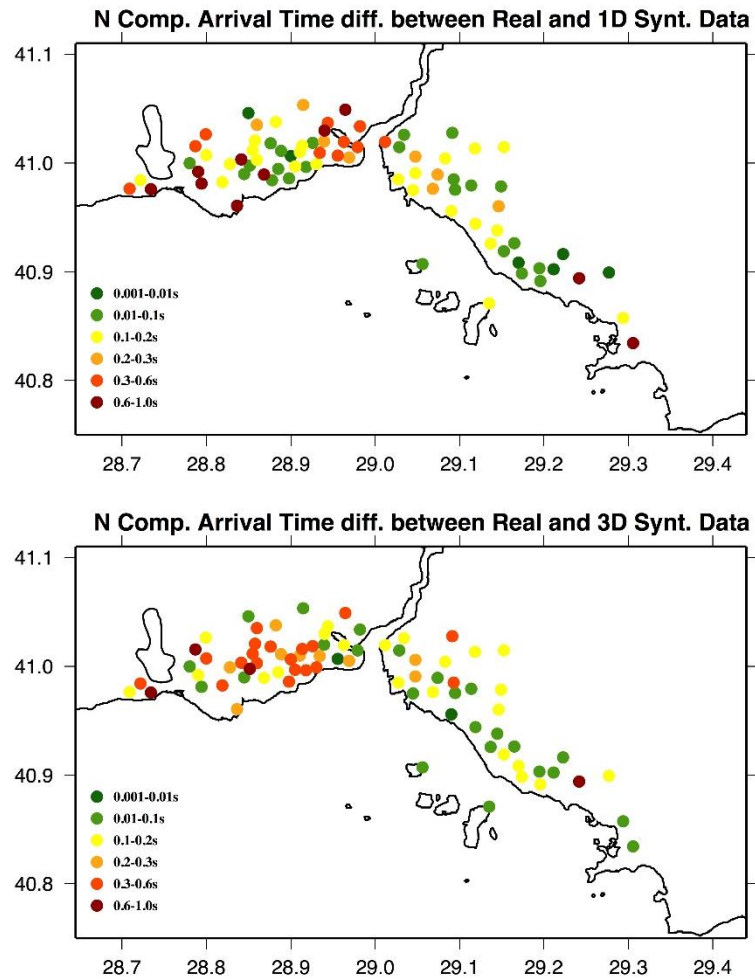 N Comp. Arrival Time diff. between Real and 1D Synt. Data
41.1
41.0
40.9
40.8
0.001-0.01s
0.01-0.1s
0.1-0.2s
0.2-0.3s
0.3-0.6s
0.6-1.0s
28.7 28.8 28.9 29.0 29.1 29.2 29.3 29.4
N Comp. Arrival Time diff. between Real and 3D Synt. Data
41.1
41.0
40.9
40.8
0.001-0.01s
0.01-0.1s
0.1-0.2s
0.2-0.3s
0.3-0.6s
0.6-1.0s
28.7 28.8 28.9 29.0 29.1 29.2 29.3 29.4